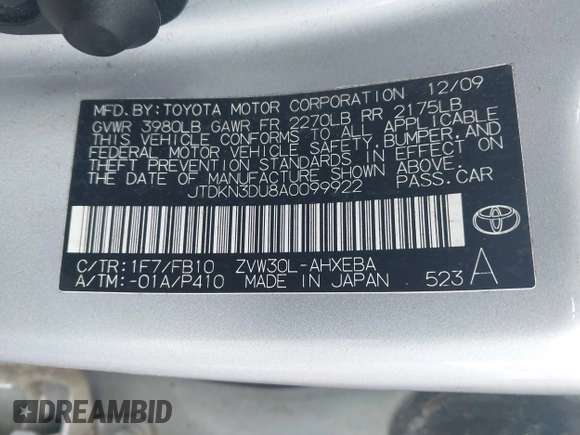 MFD. BY: TOYOTA MOTOR CORPORATION 12/09
GVWR 3980LB GAWR FR 2270LB RR 2175LB
THIS VEHICLE CONFORMS TO ALL APPLICABLE
FEDERAL MOTOR VEHICLE SAFETY, BUMPER, AND
THEFT PREVENTION STANDARDS IN EFFECT ON
THE DATE OF MANUFACTURE SHOWN ABOVE.
JTDKN3DU8A0099922 PASS. CAR
C/TR: 1F7/FB10 ZVW30L-AHXEBA
A/TM: -01A/P410 MADE IN JAPAN 523 A
TOYOTA
DREAMBID